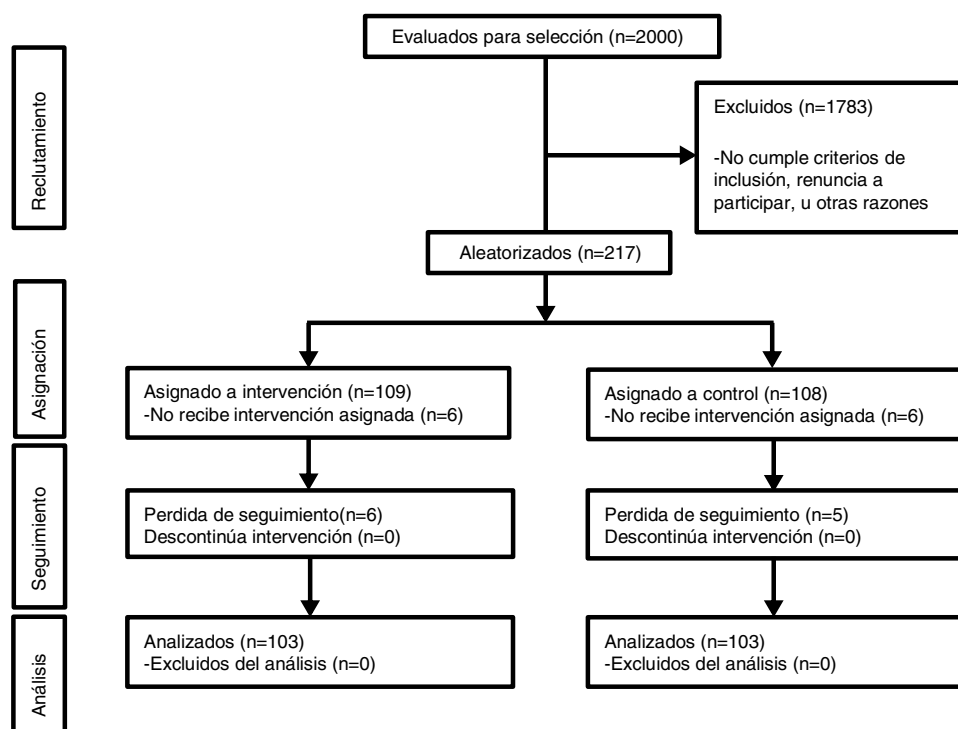 Evaluados para selección (n=2000)
Reclutamiento
Excluidos (n=1783)
-No cumple criterios de
inclusión, renuncia a
participar, u otras razones
Aleatorizados (n=217)
Asignación
Asignado a intervención (n=109)
-No recibe intervención asignada (n=6)
Asignado a control (n=108)
-No recibe intervención asignada (n=6)
Seguimiento
Perdida de seguimiento(n=6)
Descontinúa intervención (n=0)
Perdida de seguimiento (n=5)
Descontinúa intervención (n=0)
Análisis
Analizados (n=103)
-Excluidos del análisis (n=0)
Analizados (n=103)
-Excluidos del análisis (n=0)